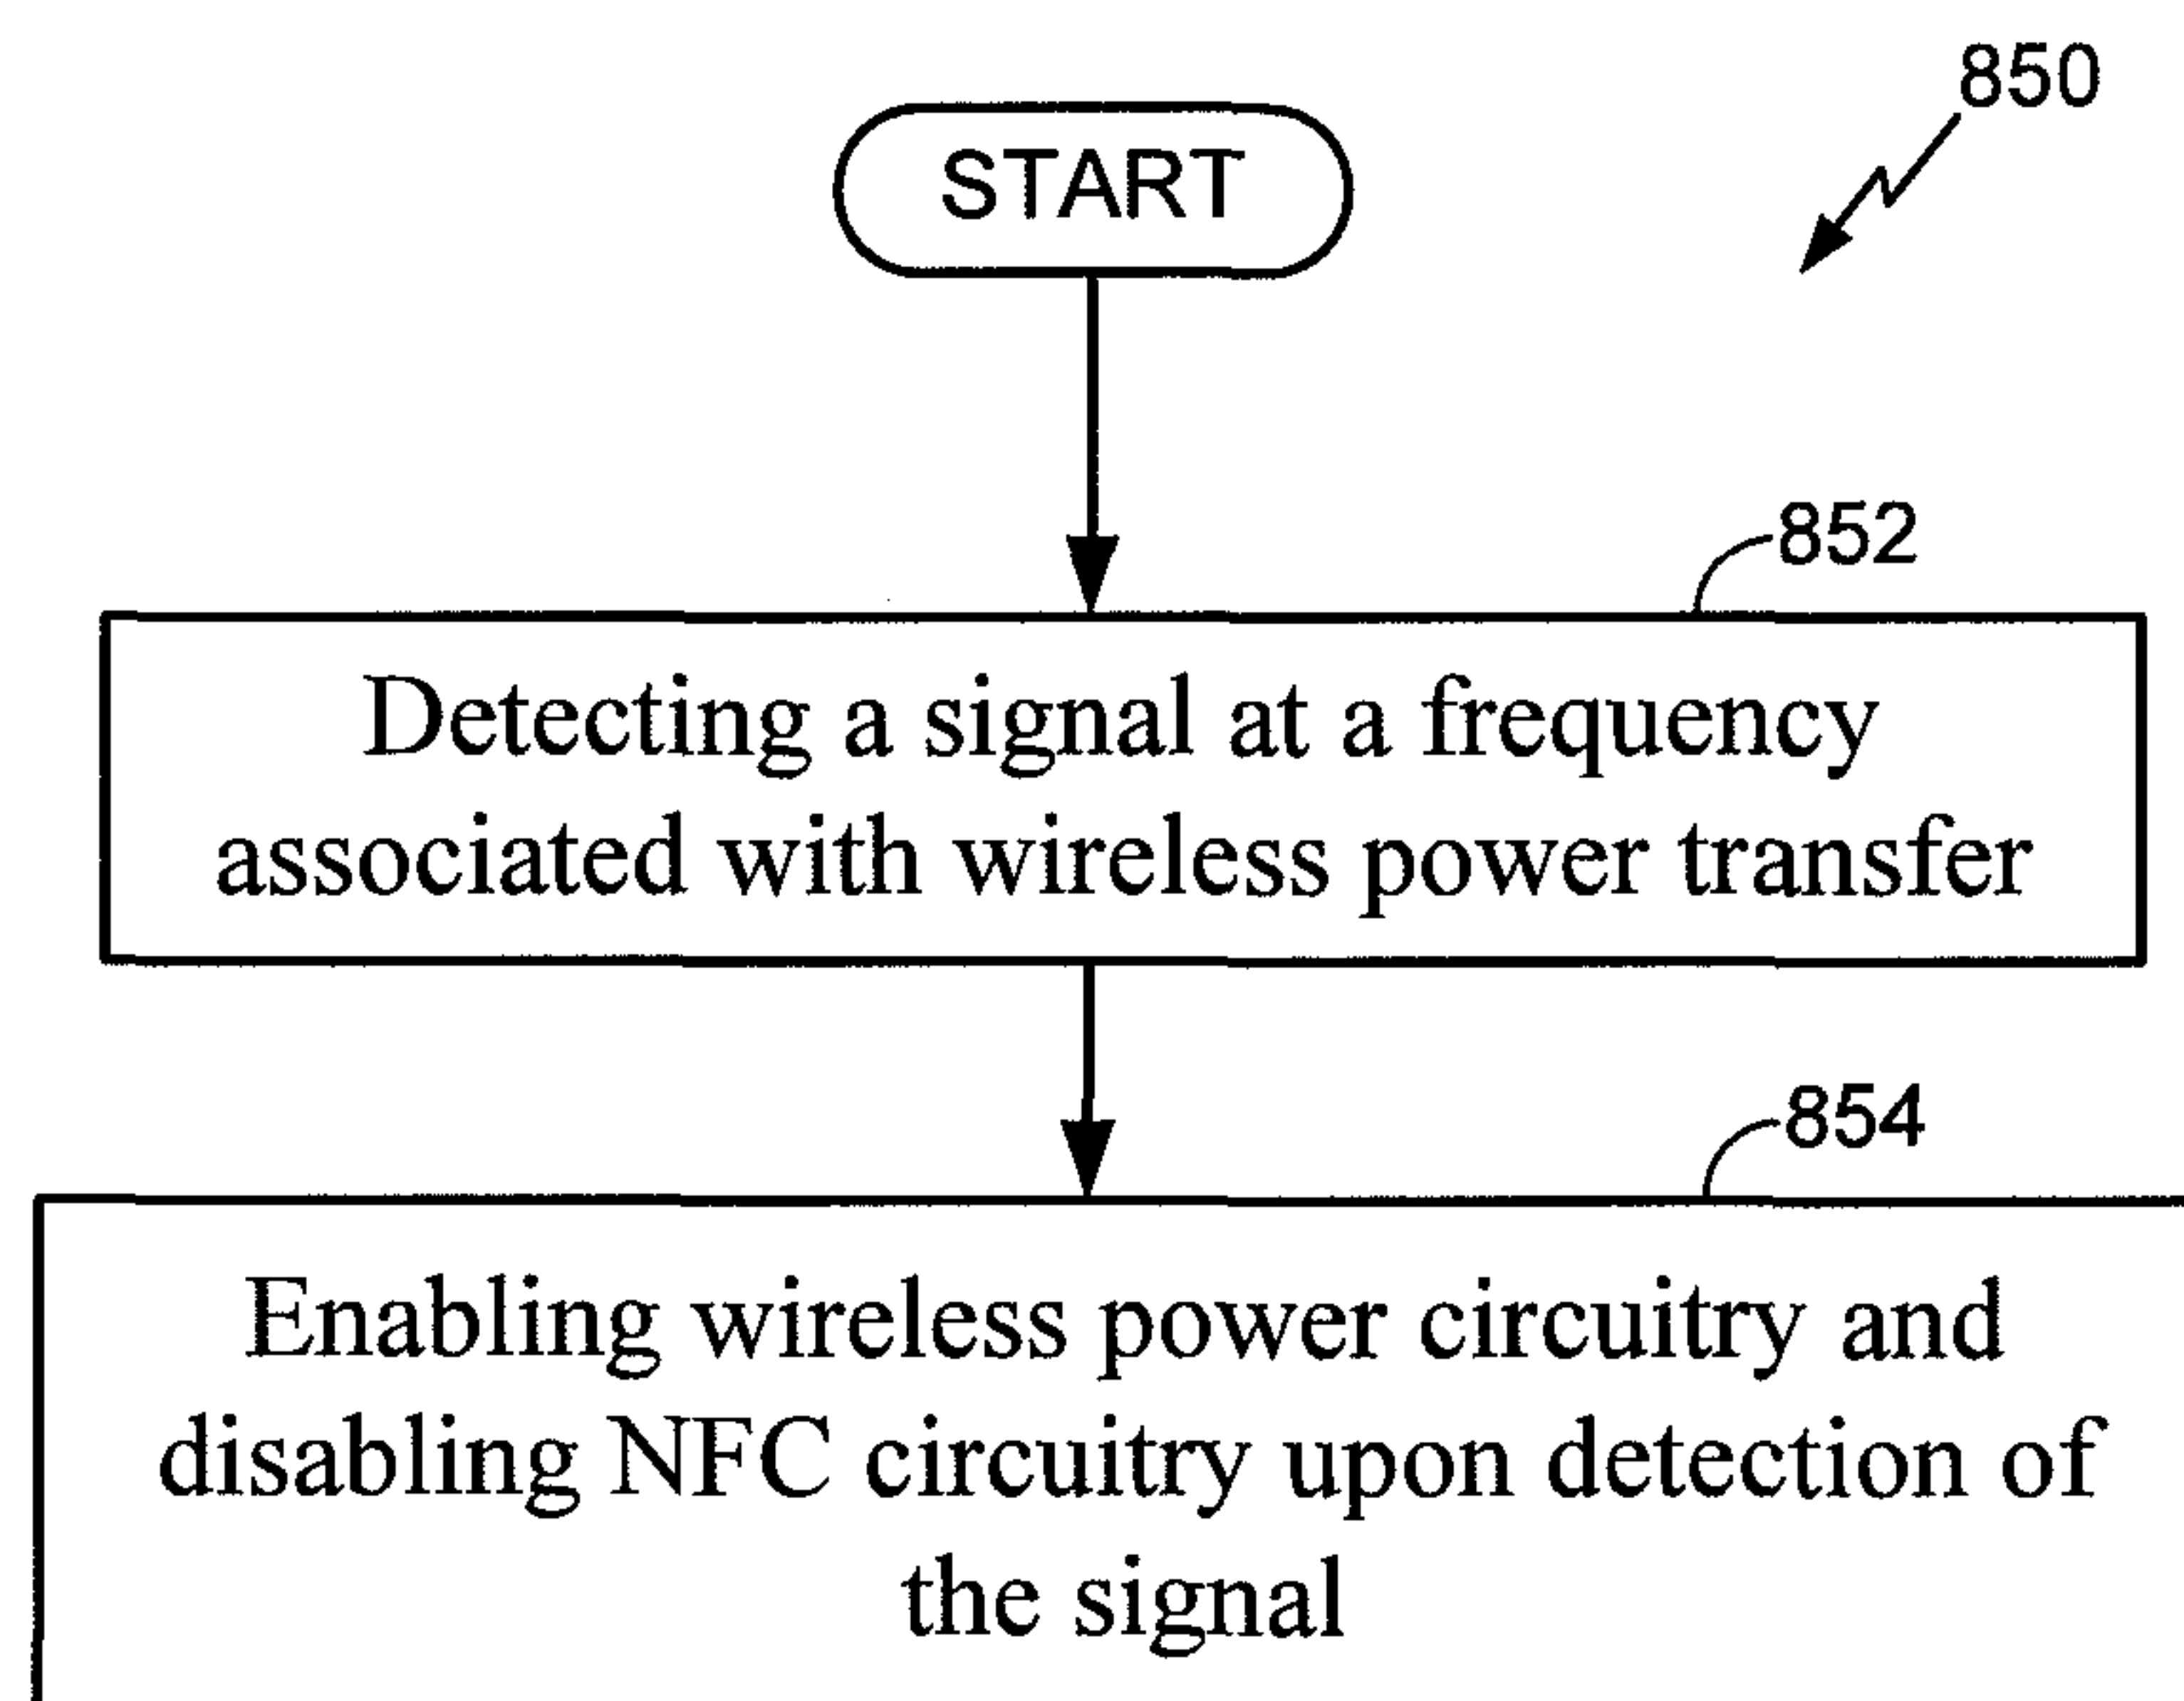 850
START
852
Detecting a signal at a frequency
associated with wireless power transfer
854
Enabling wireless power circuitry and
disabling NFC circuitry upon detection of
the signal